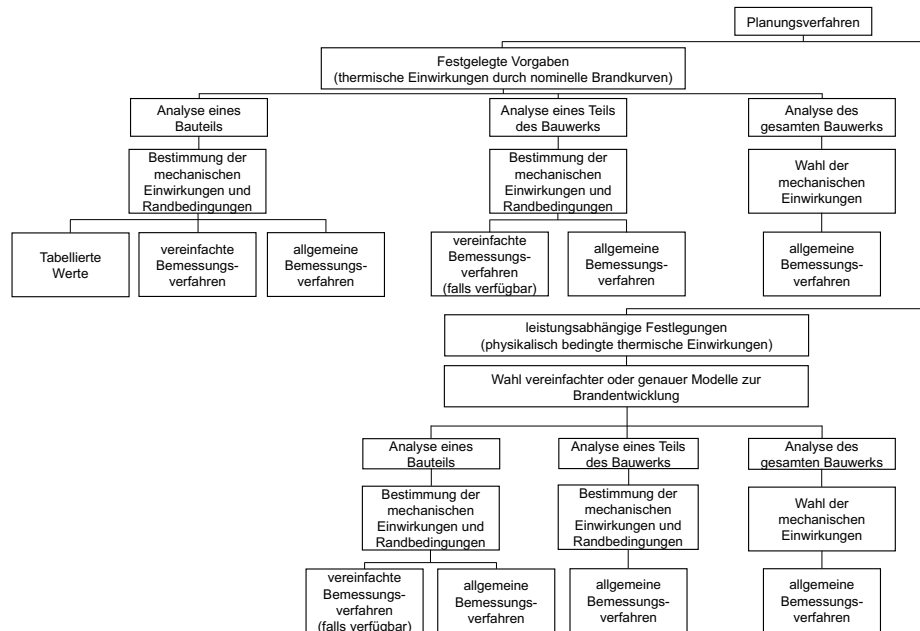 Planungsverfahren
Festgelegte Vorgaben
(thermische Einwirkungen durch nominelle Brandkurven)
Analyse eines
Bauteils
Analyse eines Teils
des Bauwerks
Analyse des
gesamten Bauwerks
Bestimmung der
mechanischen
Einwirkungen und
Randbedingungen
Bestimmung der
mechanischen
Einwirkungen und
Randbedingungen
Wahl der
mechanischen
Einwirkungen
Tabellierte
Werte
vereinfachte
Bemessungs-
verfahren
allgemeine
Bemessungs-
verfahren
vereinfachte
Bemessungs-
verfahren
(falls verfügbar)
allgemeine
Bemessungs-
verfahren
allgemeine
Bemessungs-
verfahren
leistungsabhängige Festlegungen
(physikalisch bedingte thermische Einwirkungen)
Wahl vereinfachter oder genauer Modelle zur
Brandentwicklung
Analyse eines
Bauteils
Analyse eines Teils
des Bauwerks
Analyse des
gesamten Bauwerks
Bestimmung der
mechanischen
Einwirkungen und
Randbedingungen
Bestimmung der
mechanischen
Einwirkungen und
Randbedingungen
Wahl der
mechanischen
Einwirkungen
vereinfachte
Bemessungs-
verfahren
(falls verfügbar)
allgemeine
Bemessungs-
verfahren
allgemeine
Bemessungs-
verfahren
allgemeine
Bemessungs-
verfahren